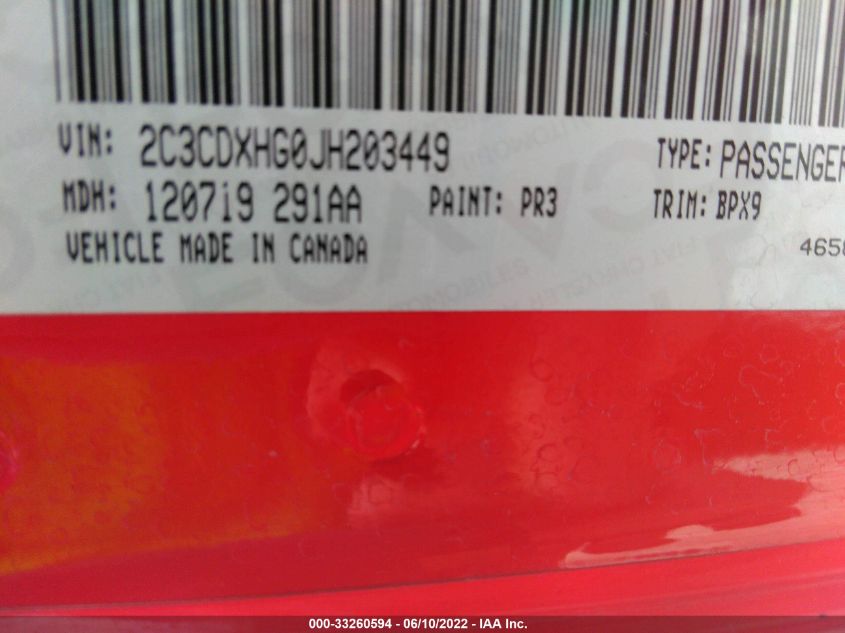 VIN: 2C3CDXHG0JH203449 TYPE: PASSENGER
MDH: 120719 291AA PAINT: PR3 TRIM: BPX9
VEHICLE MADE IN CANADA 4658
000-33260594 - 06/10/2022 - IAA Inc.